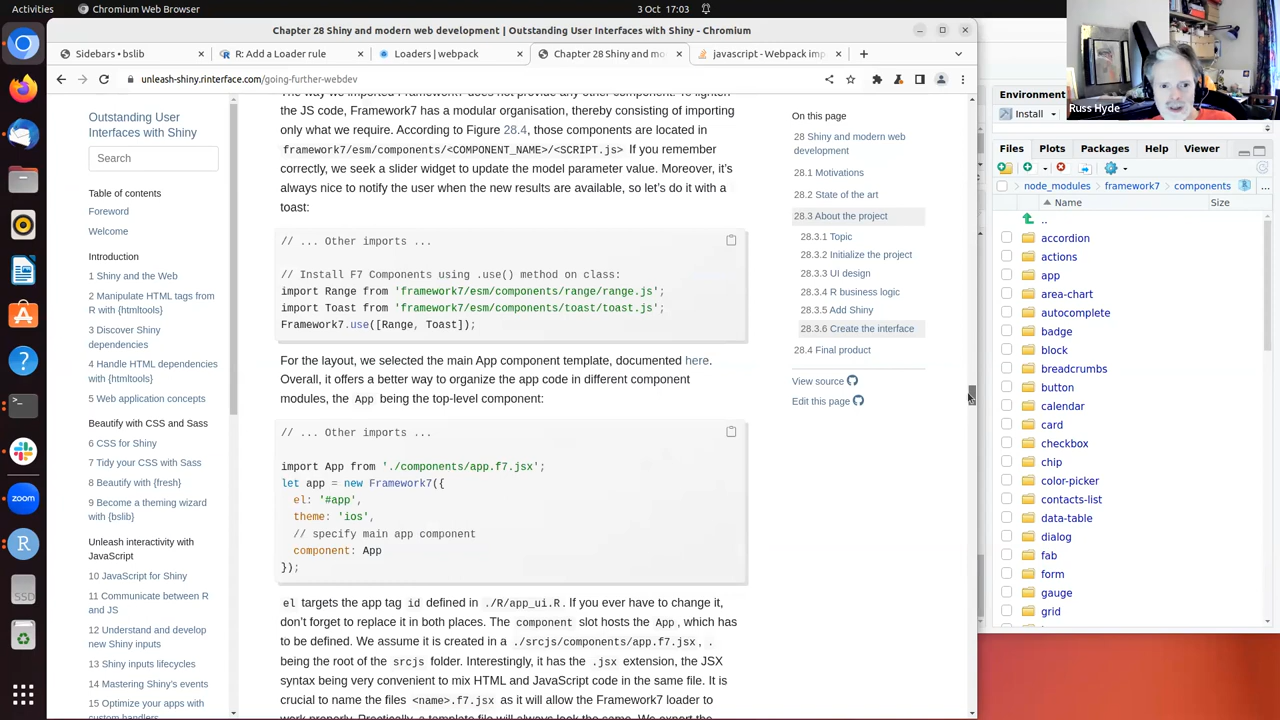 Activities
Chromium Web Browser
3 Oct 17:03
Chapter 28 Shiny and modern web development | Outstanding User Interfaces with Shiny - Chromium
Sidebars • bslib
R: Add a Loader rule
Loaders | webpack
Chapter 28 Shiny and mo
javascript - Webpack imp
unleash-shiny.rinterface.com/going-further-webdev
Russ Hyde
Outstanding User
Interfaces with Shiny
Search
Table of contents
Foreword
Welcome
Introduction
1 Shiny and the Web
2 Manipulate HTML tags from
R with {htmltools}
3 Discover Shiny
dependencies
4 Handle HTML dependencies
with {htmltools}
5 Web application concepts
Beautify with CSS and Sass
6 CSS for Shiny
7 Tidy your CSS with Sass
8 Beautify with {fresh}
9 Become a theming wizard
with {bslib}
Unleash interactivity with
JavaScript
10 JavaScript for Shiny
11 Communicate between R
and JS
12 Understand and develop
new Shiny inputs
13 Shiny inputs lifecycles
14 Mastering Shiny's events
15 Optimize your apps with
custom handlers
The way we imported Framework7 does not provide any other component. To lighten
the JS code, Framework7 has a modular organisation, thereby consisting of importing
only what we require. According to Figure 28.4, those components are located in
framework7/esm/components/<COMPONENT_NAME>/<SCRIPT.js> If you remember
correctly, we seek a slider widget to update the model parameter value. Moreover, it's
always nice to notify the user when the new results are available, so let's do it with a
toast:
// ... Other imports ...
// Install F7 Components using .use() method on class:
import Range from 'framework7/esm/components/range/range.js';
import Toast from 'framework7/esm/components/toast/toast.js';
Framework7.use([Range, Toast]);
For the layout, we selected the main App component template, documented here.
Overall, it offers a better way to organize the app code in different component
modules, the App being the top-level component:
// ... Other imports ...
import App from './components/app.f7.jsx';
let app = new Framework7({
el: '#app',
theme: 'ios',
// specify main app component
component: App
});
el targets the app tag id defined in ./R/app_ui.R. If you ever have to change it,
don't forget to replace it in both places. The component slot hosts the App, which has
to be defined. We assume it is created in a ./srcjs/components/app.f7.jsx, .
being the root of the srcjs folder. Interestingly, it has the .jsx extension, the JSX
syntax being very convenient to mix HTML and JavaScript code in the same file. It is
crucial to name the files <name>.f7.jsx as it will allow the Framework7 loader to
On this page
28 Shiny and modern web
development
28.1 Motivations
28.2 State of the art
28.3 About the project
28.3.1 Topic
28.3.2 Initialize the project
28.3.3 UI design
28.3.4 R business logic
28.3.5 Add Shiny
28.3.6 Create the interface
28.4 Final product
View source
Edit this page
Environment
Install
Files
Plots
Packages
Help
Viewer
node_modules
framework7
components
...
Name
Size
..
accordion
actions
app
area-chart
autocomplete
badge
block
breadcrumbs
button
calendar
card
checkbox
chip
color-picker
contacts-list
data-table
dialog
fab
form
gauge
grid
SSD
zoom
R